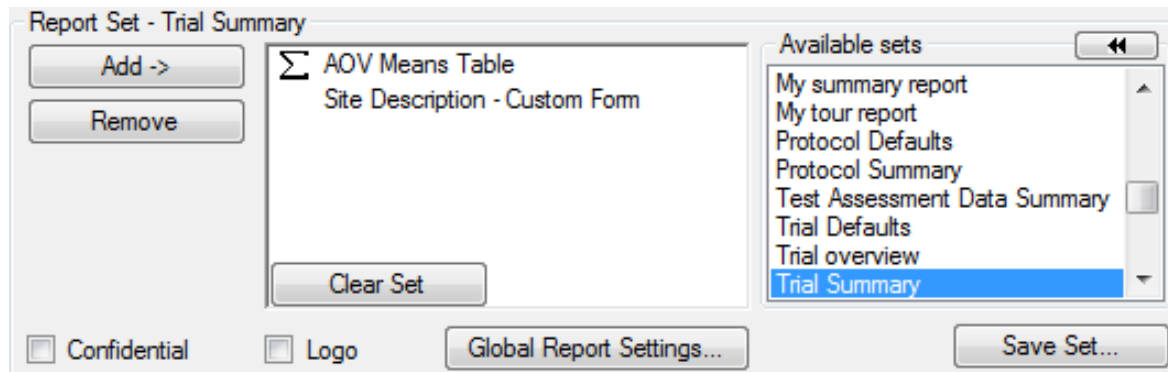 Report Set - Trial Summary
Add ->
Remove
∑ AOV Means Table
Site Description - Custom Form
Clear Set
Available sets
My summary report
My tour report
Protocol Defaults
Protocol Summary
Test Assessment Data Summary
Trial Defaults
Trial overview
Trial Summary
Confidential
Logo
Global Report Settings...
Save Set...